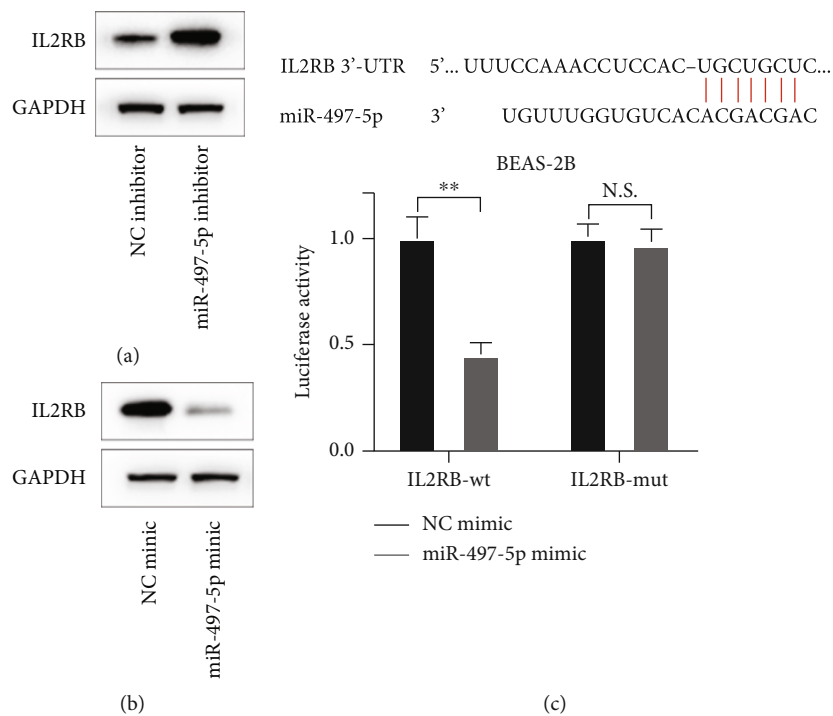 IL2RB
GAPDH
NC inhibitor
miR-497-5p inhibitor
(a)
IL2RB
GAPDH
NC minic
miR-497-5p minic
(b)
IL2RB 3'-UTR 5'... UUUCCAAACCUCCAC–UGCUGCUC...
miR-497-5p 3' UGUUUGGUGUCACACGACGAC
BEAS-2B
Luciferase activity
1.0
0.5
0.0
**
N.S.
IL2RB-wt
IL2RB-mut
NC mimic
miR-497-5p mimic
(c)